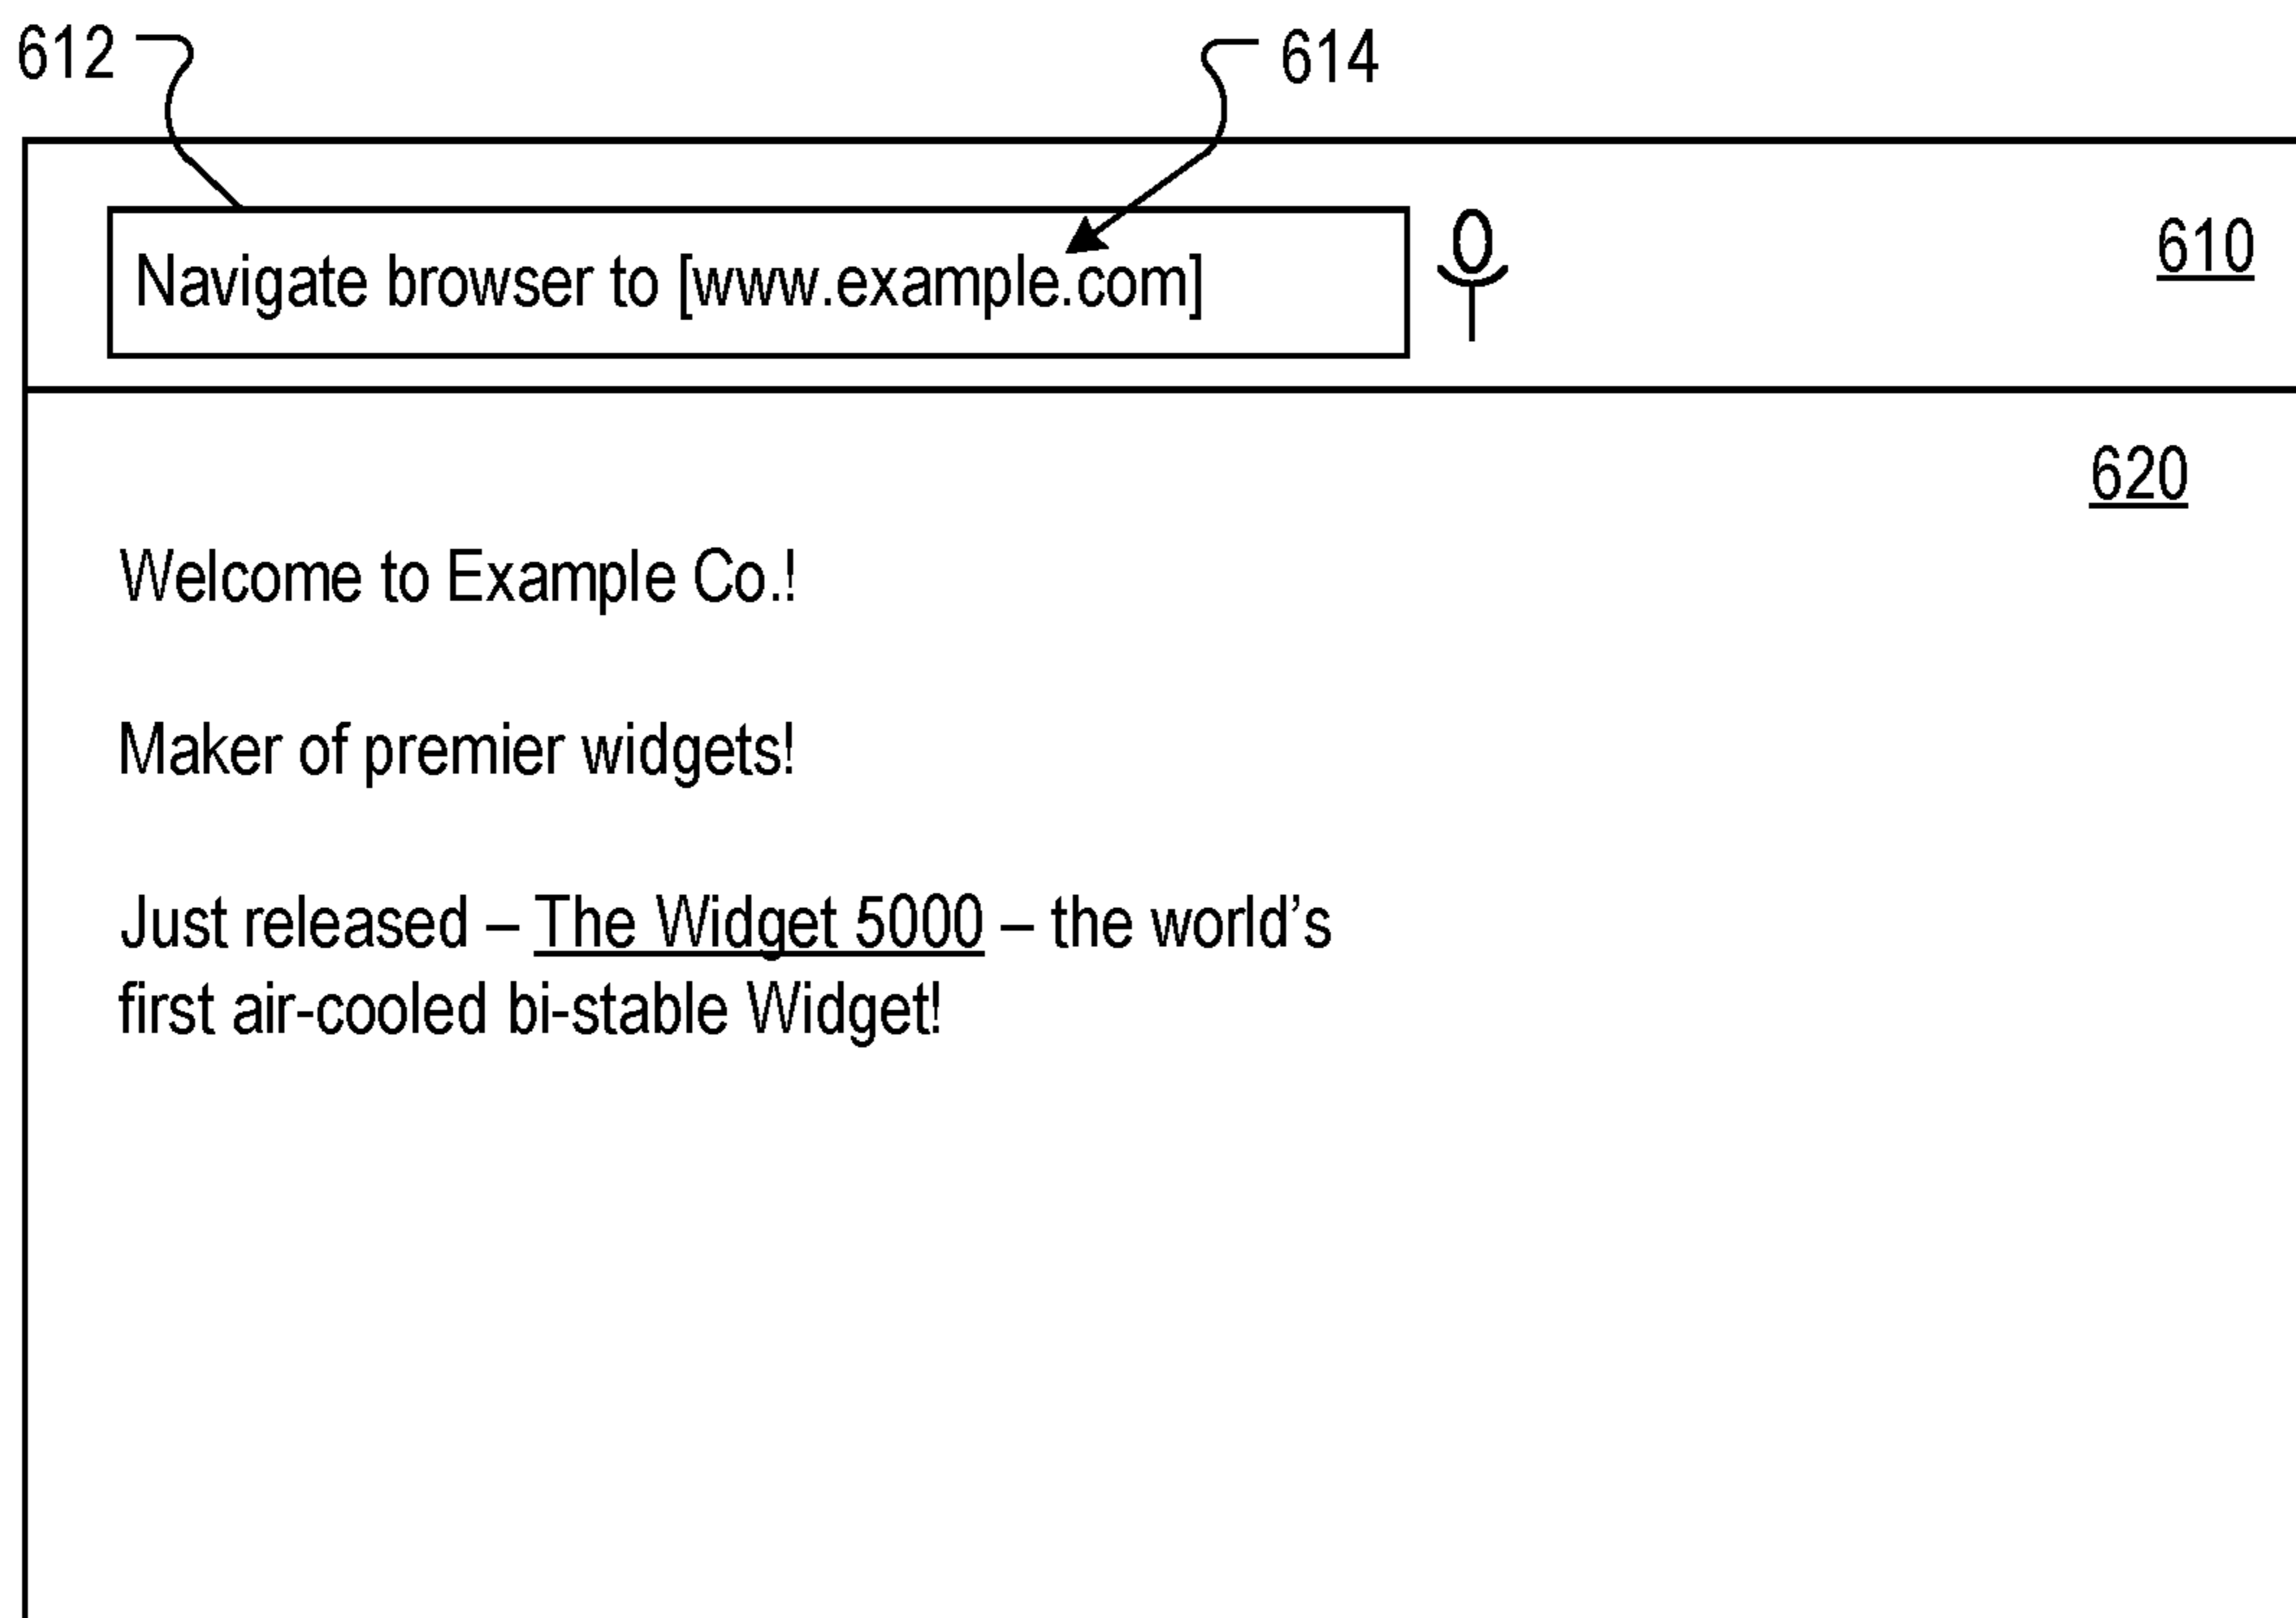 612
614
Navigate browser to [www.example.com]
610
620
Welcome to Example Co.!
Maker of premier widgets!
Just released – The Widget 5000 – the world’s
first air-cooled bi-stable Widget!